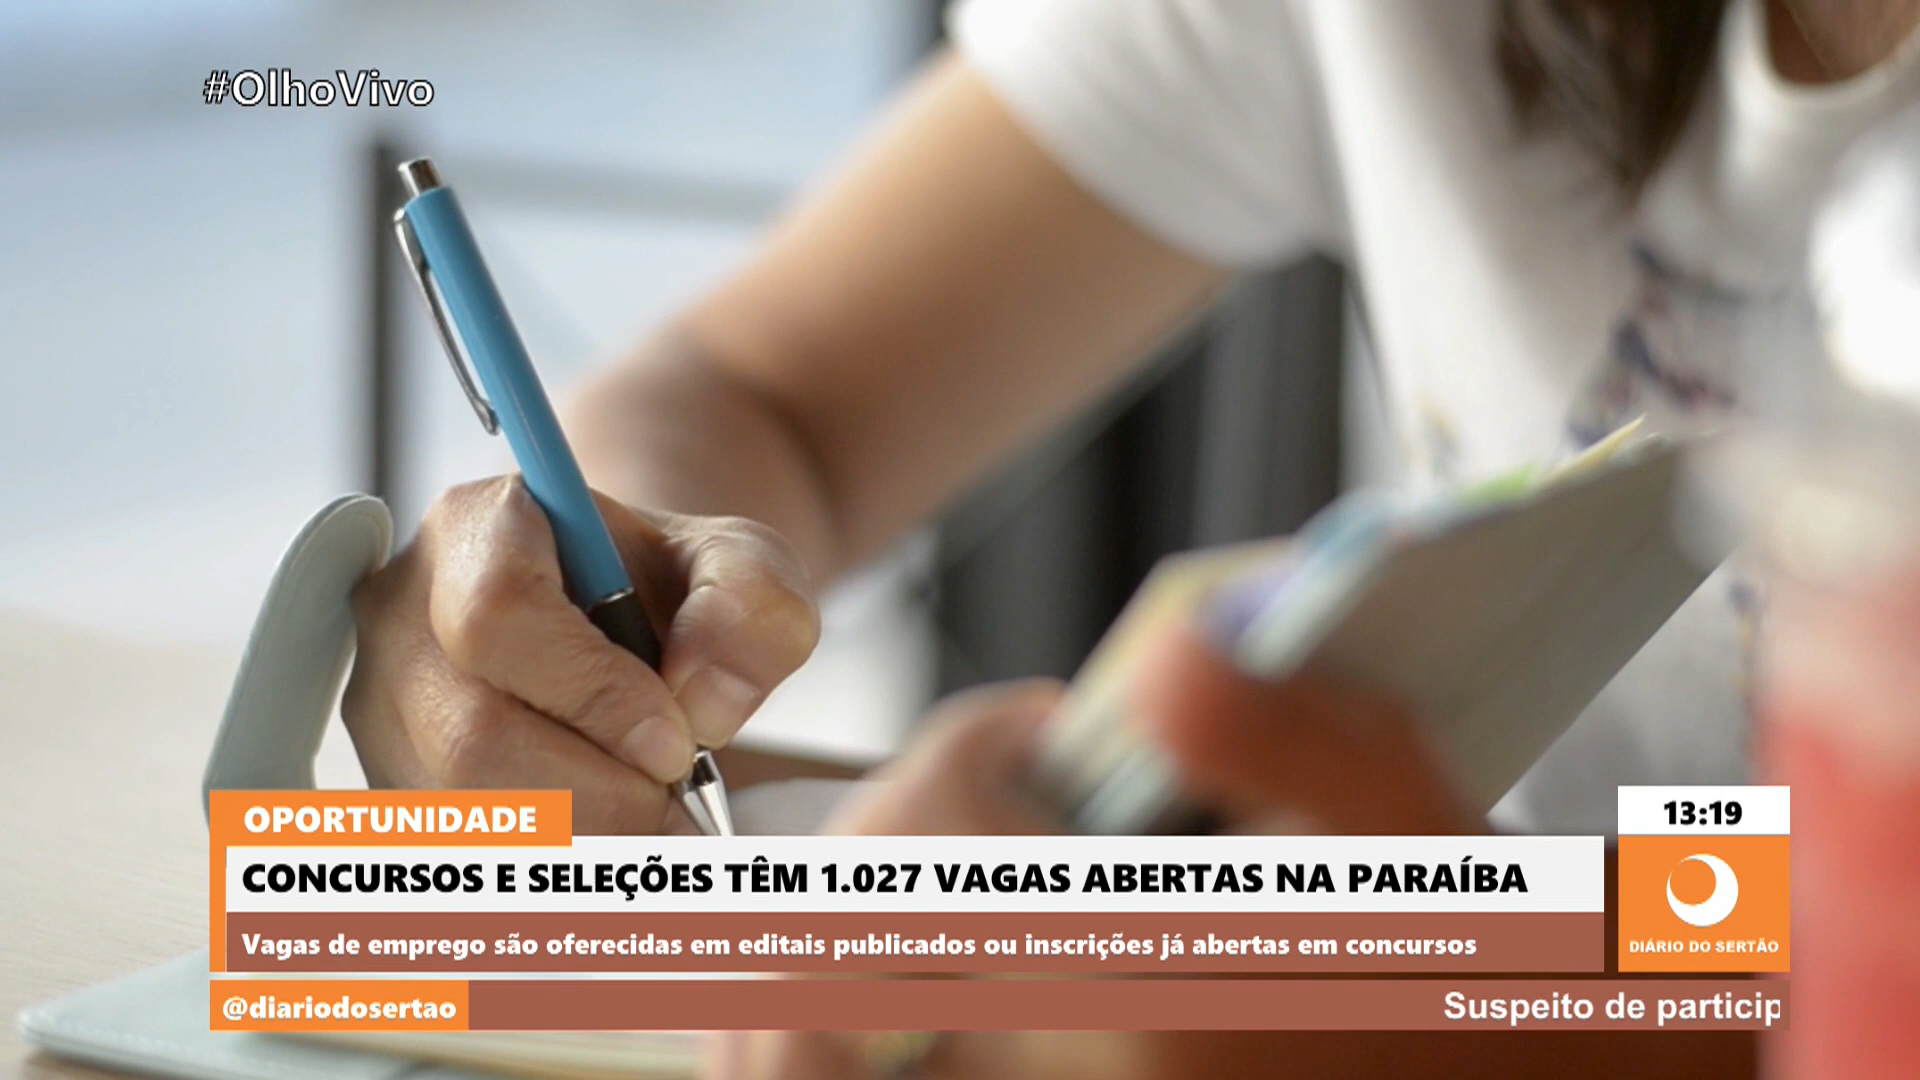 #OlhoVivo
OPORTUNIDADE
CONCURSOS E SELEÇÕES TÊM 1.027 VAGAS ABERTAS NA PARAÍBA
Vagas de emprego são oferecidas em editais publicados ou inscrições já abertas em concursos
13:19
DIÁRIO DO SERTÃO
@diariodosertao
Suspeito de particip